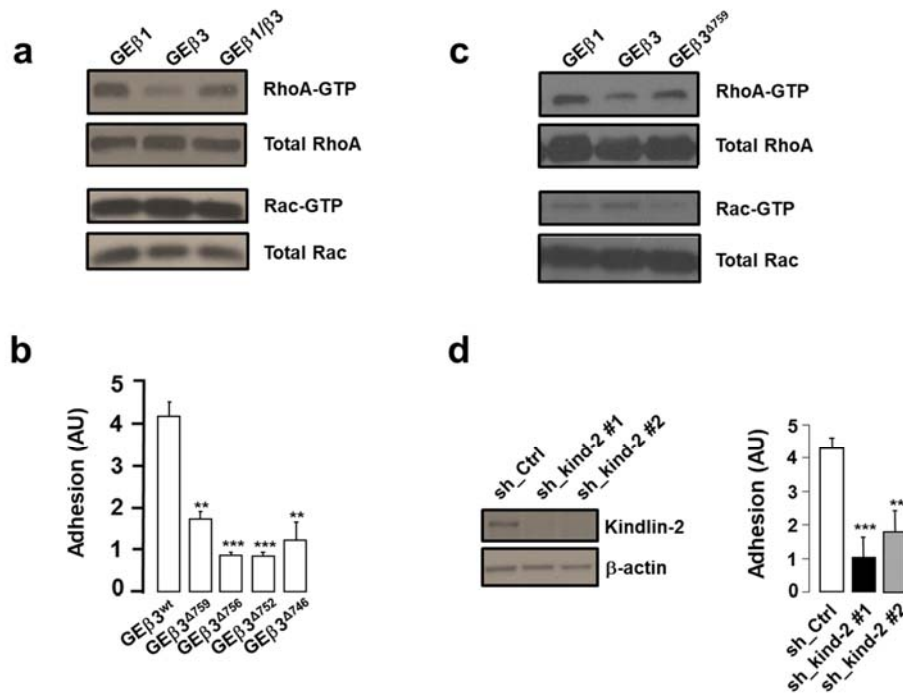 a
GEβ1 GEβ3 GEβ1/β3
RhoA-GTP
Total RhoA
Rac-GTP
Total Rac
c
GEβ1 GEβ3 GEβ3Δ759
RhoA-GTP
Total RhoA
Rac-GTP
Total Rac
b
Adhesion (AU)
5
4
3
2
1
0
** *** *** **
GEβ3wt GEβ3Δ759 GEβ3Δ756 GEβ3Δ752 GEβ3Δ746
d
sh_Ctrl sh_kind-2 #1 sh_kind-2 #2
Kindlin-2
β-actin
Adhesion (AU)
5
4
3
2
1
0
*** **
sh_Ctrl sh_kind-2 #1 sh_kind-2 #2